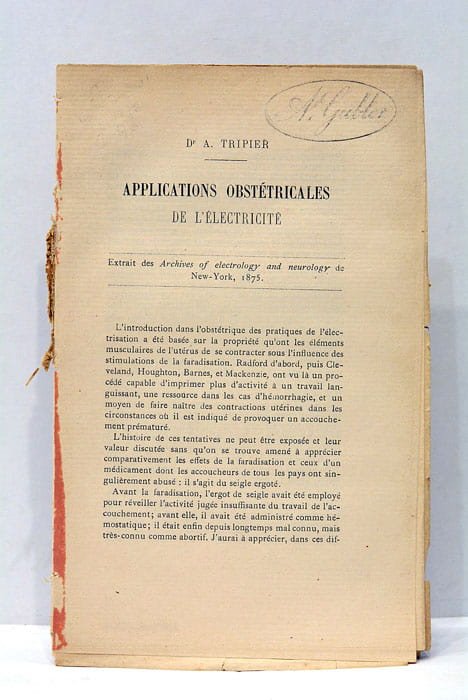 A. Gubler
Dr A. TRIPIER
APPLICATIONS OBSTÉTRICALES
DE L'ÉLECTRICITÉ
Extrait des Archives of electrology and neurology de
New-York, 1875.
L'introduction dans l'obstétrique des pratiques de l'élec-
trisation a été basée sur la propriété qu'ont les éléments
musculaires de l'utérus de se contracter sous l'influence des
stimulations de la faradisation. Radford d'abord, puis Cle-
veland, Houghton, Barnes, et Mackenzie, ont vu là un pro-
cédé capable d'imprimer plus d'activité à un travail lan-
guissant, une ressource dans les cas d'hémorrhagie, et un
moyen de faire naître des contractions utérines dans les
circonstances où il est indiqué de provoquer un accouche-
ment prématuré.
L'histoire de ces tentatives ne peut être exposée et leur
valeur discutée sans qu'on se trouve amené à apprécier
comparativement les effets de la faradisation et ceux d'un
médicament dont les accoucheurs de tous les pays ont sin-
gulièrement abusé : il s'agit du seigle ergoté.
Avant la faradisation, l'ergot de seigle avait été employé
pour réveiller l'activité jugée insuffisante du travail de l'ac-
couchement ; avant elle, il avait été administré comme hé-
mostatique ; il était enfin depuis longtemps mal connu, mais
très-connu comme abortif. J'aurai à apprécier, dans ces dif-